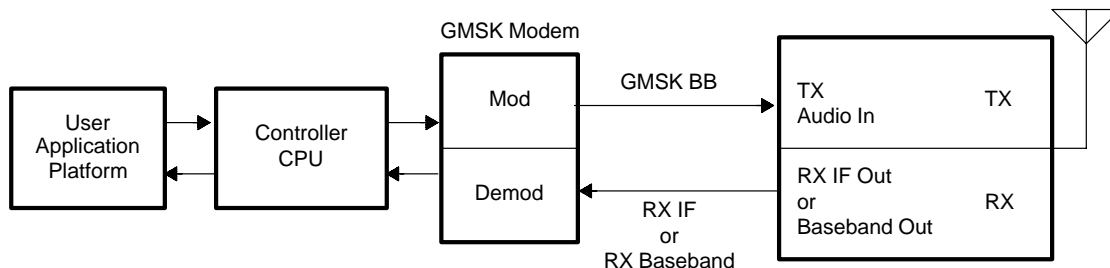 GMSK Modem
User
Application
Platform
Controller
CPU
Mod
Demod
GMSK BB
RX IF
or
RX Baseband
TX
Audio In
TX
RX IF Out
or
Baseband Out
RX